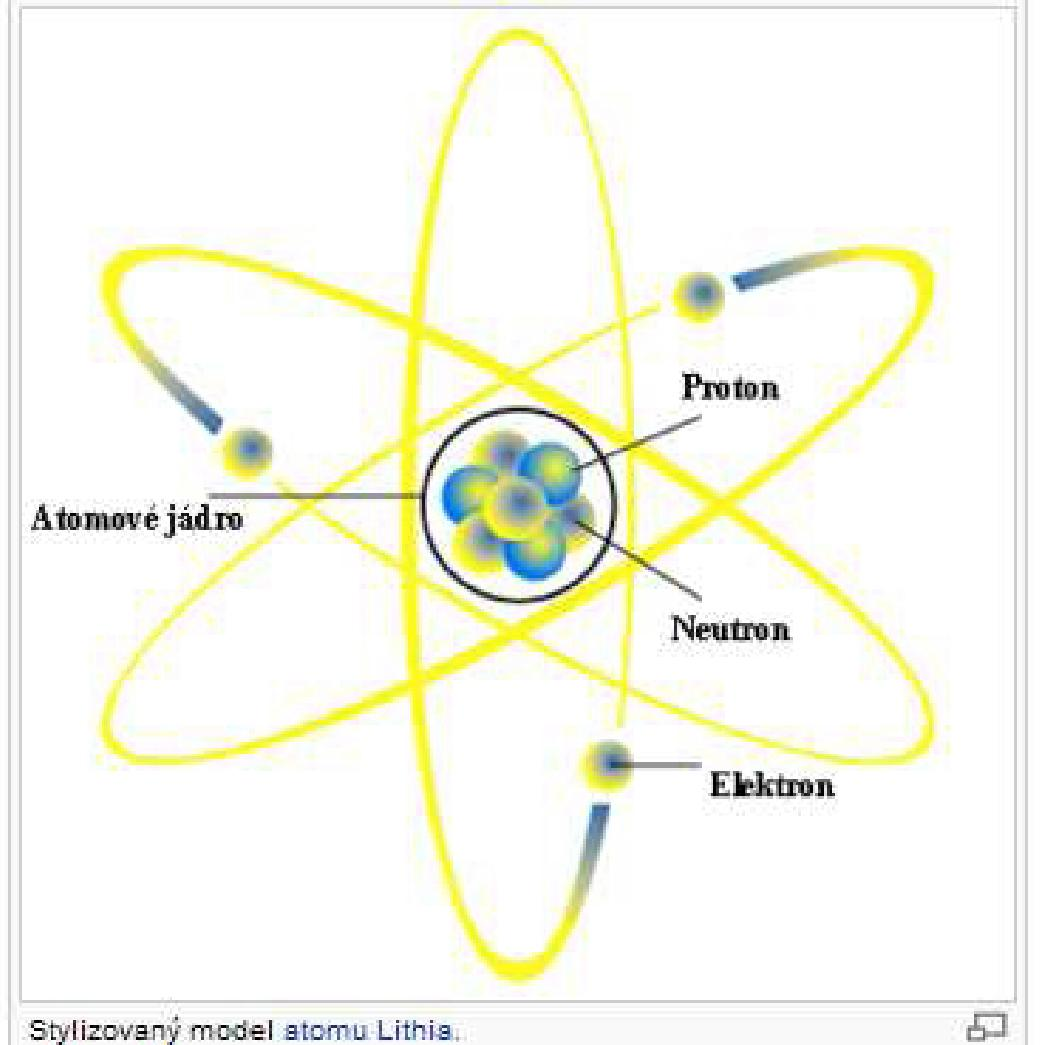 Proton
Atomové jádro
Neutron
Elektron
Stylizovaný model atomu Lithia.